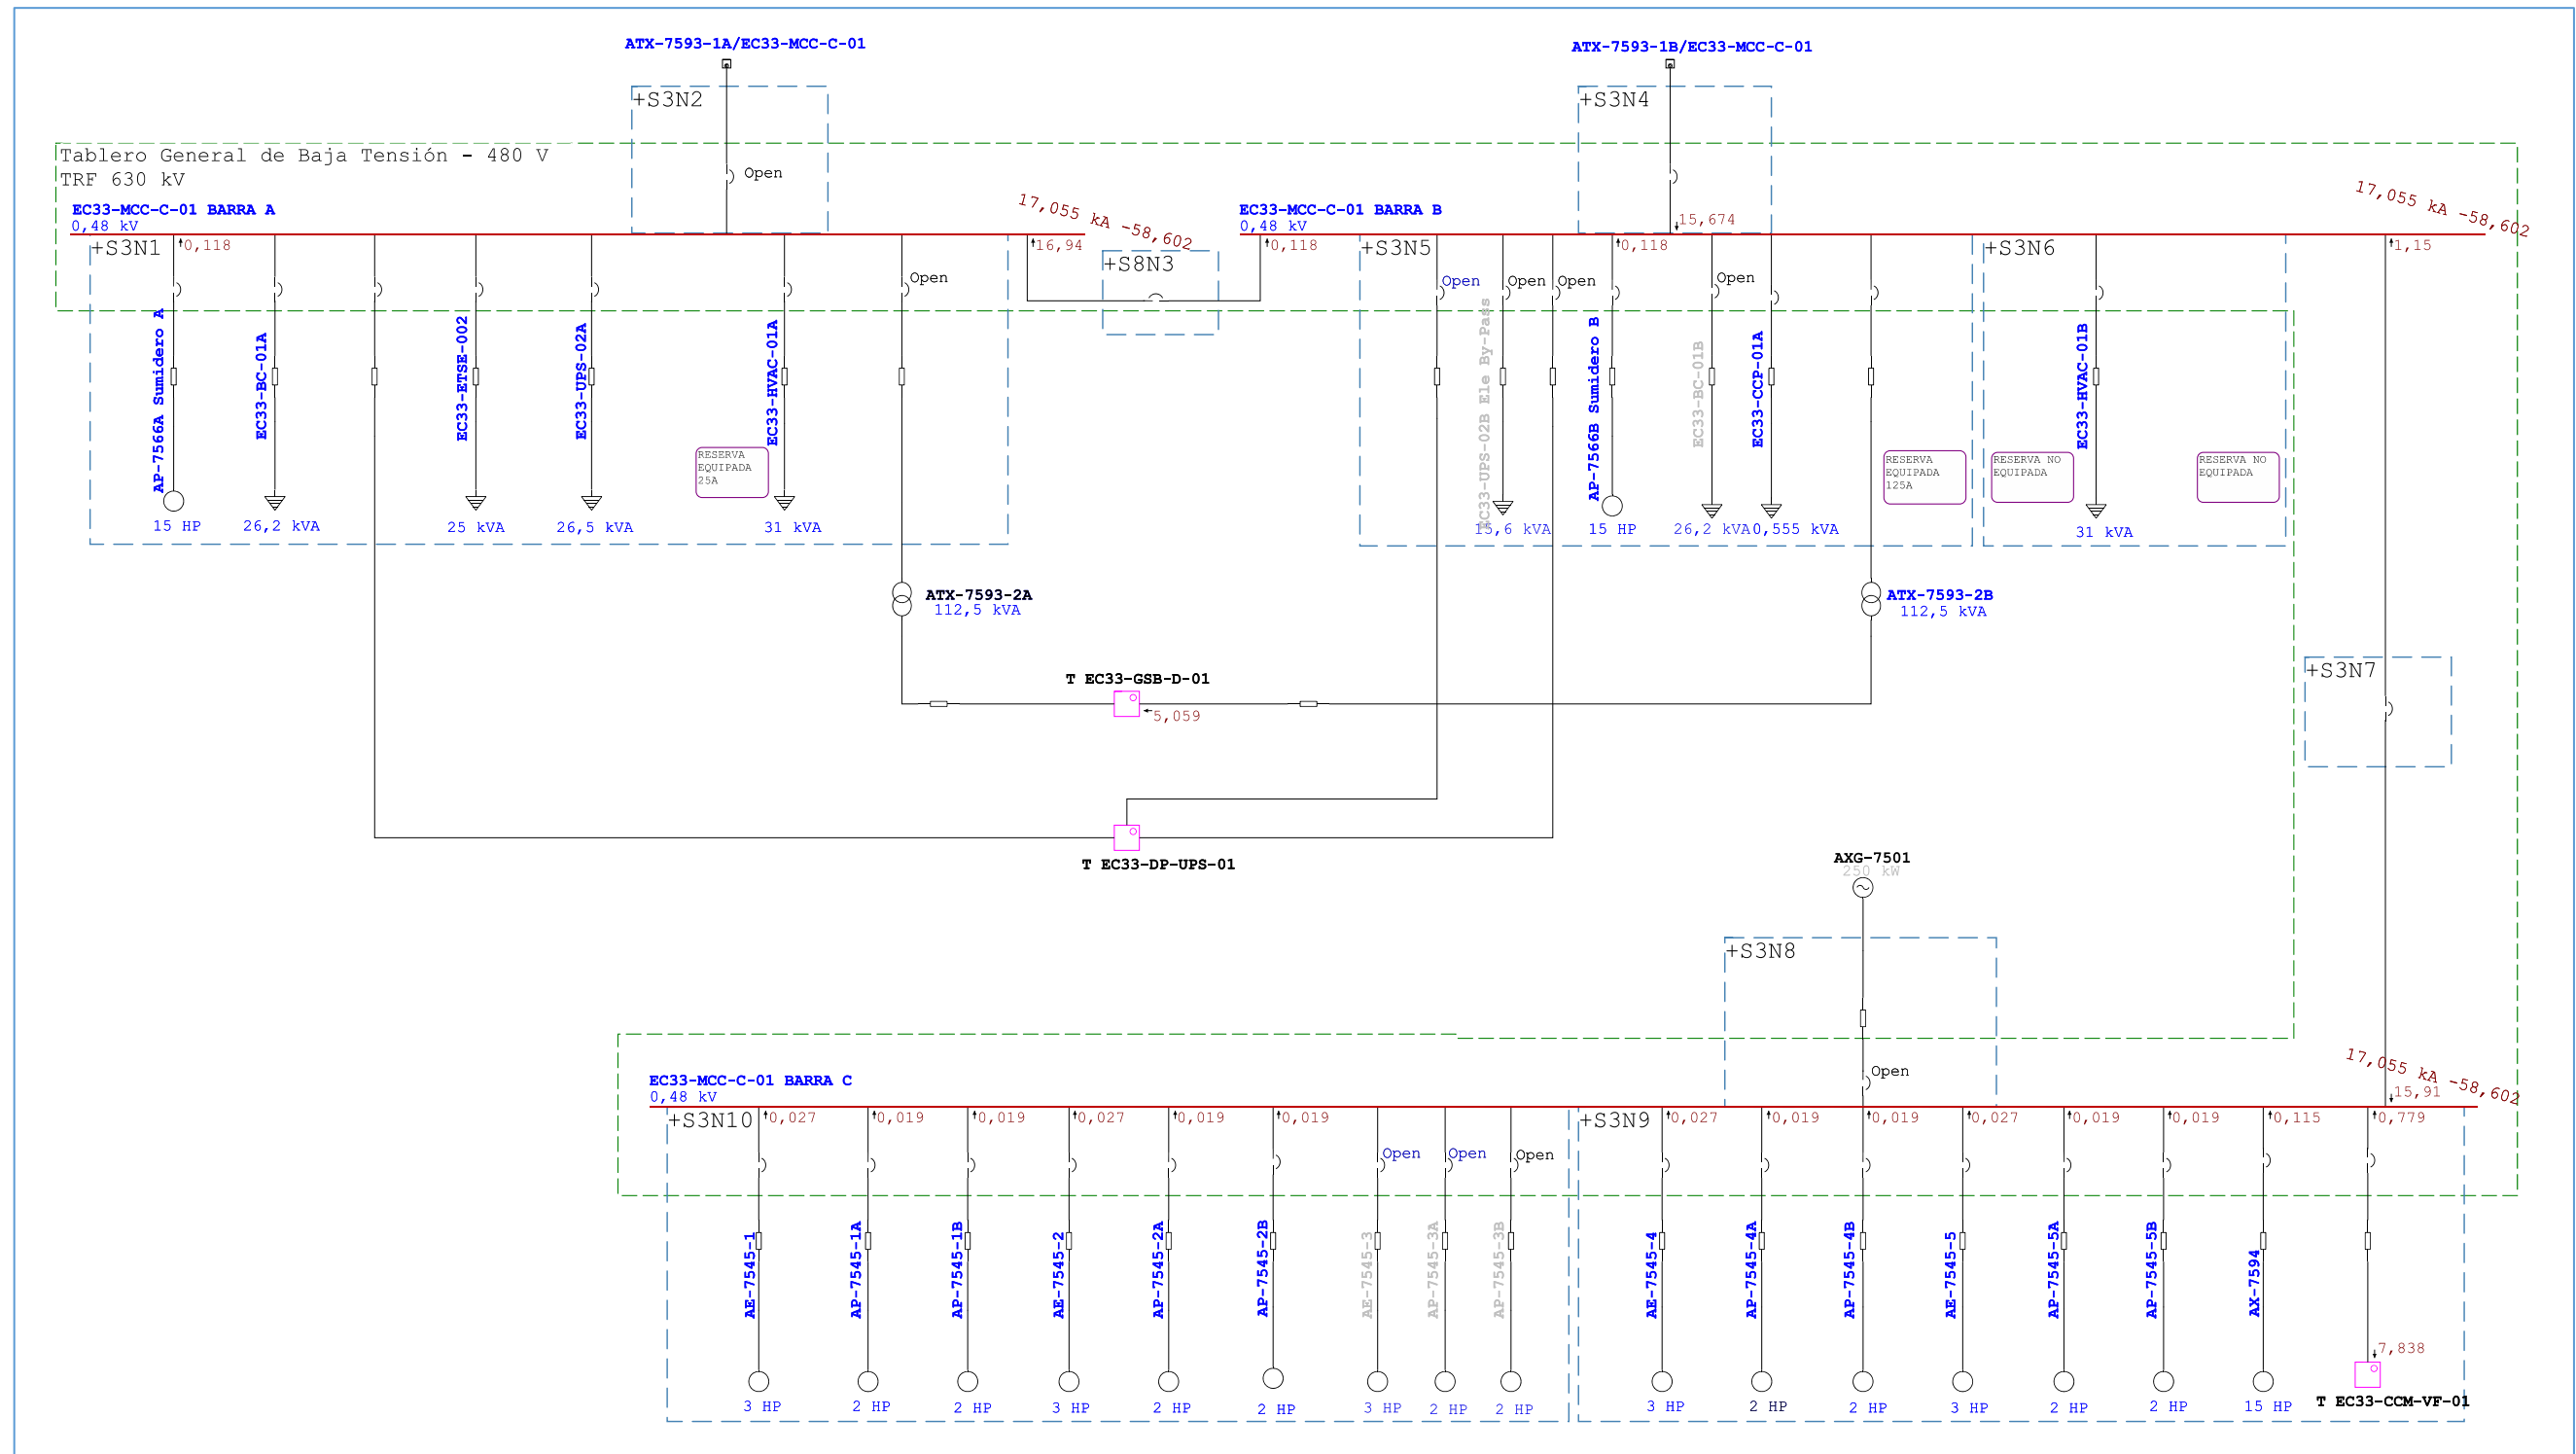 ATX-7593-1A/EC33-MCC-C-01
ATX-7593-1B/EC33-MCC-C-01
+S3N2
+S3N4
Tablero General de Baja Tensión - 480 V
TRF 630 kV
Open
EC33-MCC-C-01 BARRA A
0,48 kV
17,055 kA -58,602
EC33-MCC-C-01 BARRA B
0,48 kV
15,674
17,055 kA -58,602
+S3N1
0,118
16,94
+S8N3
0,118
+S3N5
0,118
+S3N6
1,15
Open
Open
Open
Open
Open
AP-7566A Sumidero A
EC33-BC-01A
EC33-ETSE-002
EC33-UPS-02A
EC33-HVAC-01A
EC33-UPS-02B Ele By-Pass
AP-7566B Sumidero B
EC33-BC-01B
EC33-CCP-01A
EC33-HVAC-01B
RESERVA
EQUIPADA
25A
RESERVA
EQUIPADA
125A
RESERVA NO
EQUIPADA
RESERVA NO
EQUIPADA
15 HP
26,2 kVA
25 kVA
26,5 kVA
31 kVA
15,6 kVA
15 HP
26,2 kVA
0,555 kVA
31 kVA
ATX-7593-2A
112,5 kVA
ATX-7593-2B
112,5 kVA
T EC33-GSB-D-01
5,059
+S3N7
T EC33-DP-UPS-01
AXG-7501
250 kW
+S3N8
Open
EC33-MCC-C-01 BARRA C
0,48 kV
17,055 kA -58,602
15,91
+S3N10
0,027
0,019
0,019
0,027
0,019
0,019
+S3N9
0,027
0,019
0,019
0,027
0,019
0,019
0,115
0,779
Open
Open
Open
AE-7545-1
AP-7545-1A
AP-7545-1B
AE-7545-2
AP-7545-2A
AP-7545-2B
AE-7545-3
AP-7545-3A
AP-7545-3B
AE-7545-4
AP-7545-4A
AP-7545-4B
AE-7545-5
AP-7545-5A
AP-7545-5B
AX-7594
7,838
3 HP
2 HP
2 HP
3 HP
2 HP
2 HP
3 HP
2 HP
2 HP
3 HP
2 HP
2 HP
3 HP
2 HP
2 HP
15 HP
T EC33-CCM-VF-01